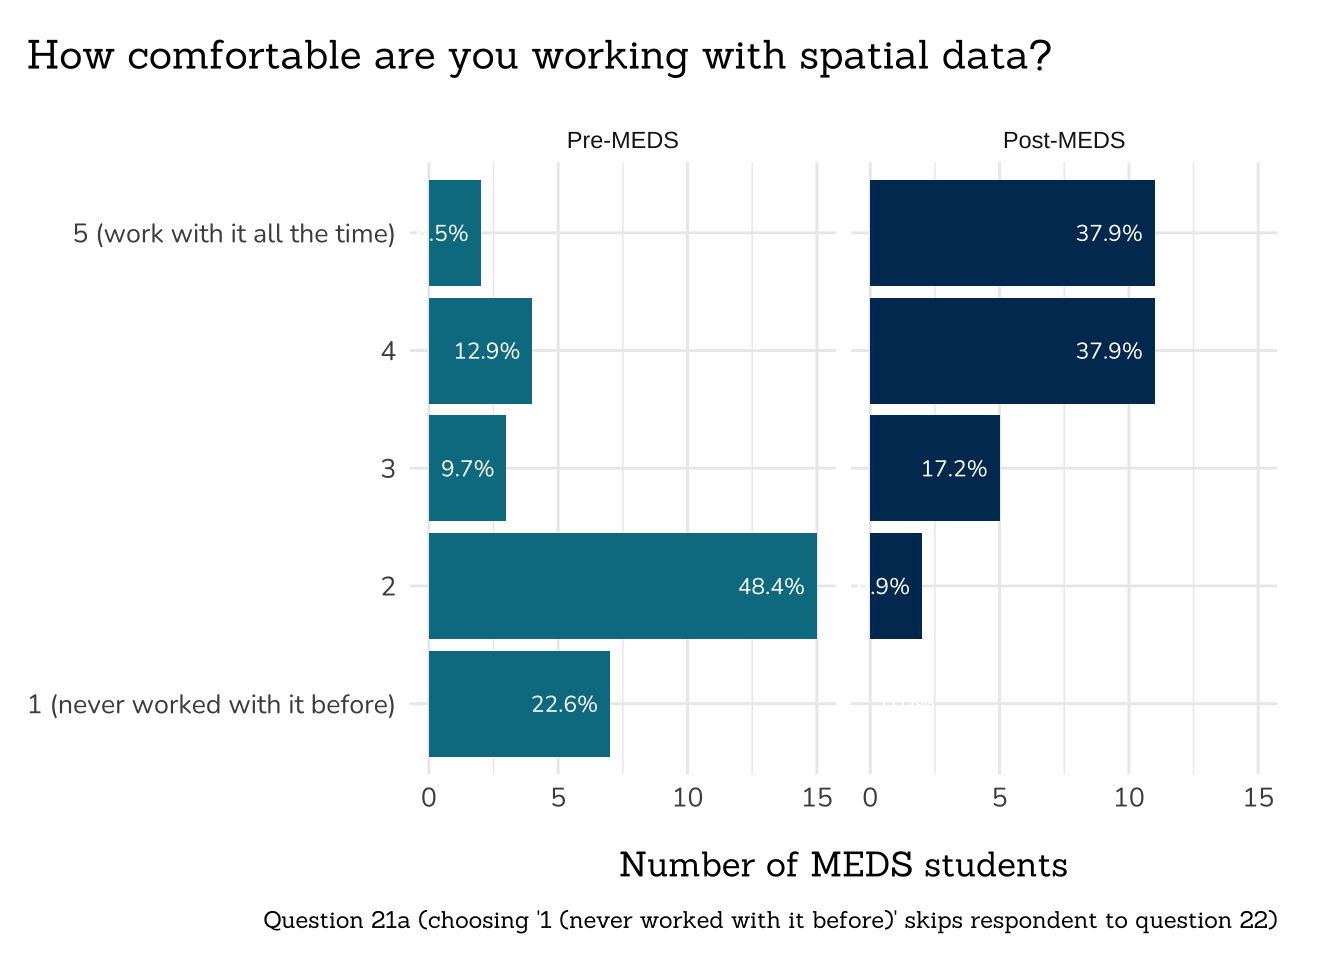 How comfortable are you working with spatial data?
Pre-MEDS
Post-MEDS
5 (work with it all the time)
.5%
37.9%
4
12.9%
37.9%
3
9.7%
17.2%
2
48.4%
.9%
1 (never worked with it before)
22.6%
0 5 10 15
0 5 10 15
Number of MEDS students
Question 21a (choosing '1 (never worked with it before)' skips respondent to question 22)